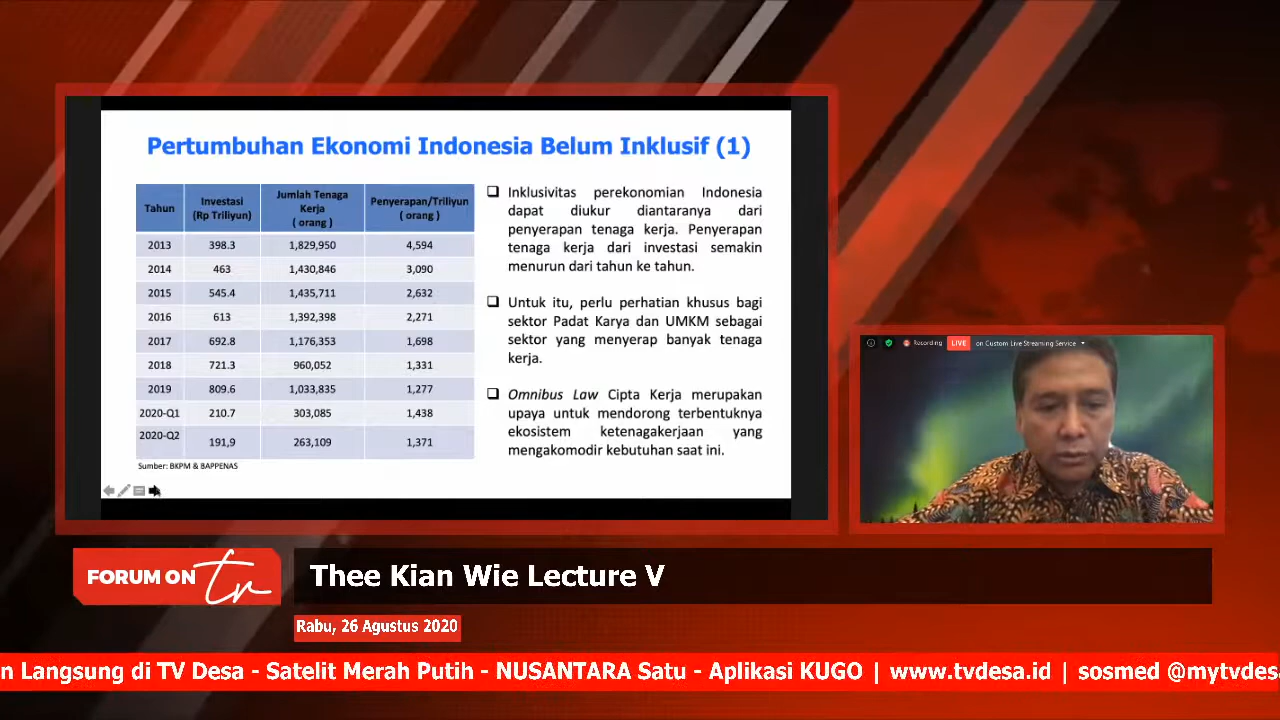 Pertumbuhan Ekonomi Indonesia Belum Inklusif (1)
Tahun Investasi (Rp Triliyun) Jumlah Tenaga Kerja ( orang ) Penyerapan/Triliyun ( orang )
2013 398.3 1,829,950 4,594
2014 463 1,430,846 3,090
2015 545.4 1,435,711 2,632
2016 613 1,392,398 2,271
2017 692.8 1,176,353 1,698
2018 721.3 960,052 1,331
2019 809.6 1,033,835 1,277
2020-Q1 210.7 303,085 1,438
2020-Q2 191,9 263,109 1,371
Sumber: BKPM & BAPPENAS
Inklusivitas perekonomian Indonesia
dapat diukur diantaranya dari
penyerapan tenaga kerja. Penyerapan
tenaga kerja dari investasi semakin
menurun dari tahun ke tahun.
Untuk itu, perlu perhatian khusus bagi
sektor Padat Karya dan UMKM sebagai
sektor yang menyerap banyak tenaga
kerja.
Omnibus Law Cipta Kerja merupakan
upaya untuk mendorong terbentuknya
ekosistem ketenagakerjaan yang
mengakomodir kebutuhan saat ini.
Recording LIVE on Custom Live Streaming Service
FORUM ON tr
Thee Kian Wie Lecture V
Rabu, 26 Agustus 2020
n Langsung di TV Desa - Satelit Merah Putih - NUSANTARA Satu - Aplikasi KUGO | www.tvdesa.id | sosmed @mytvdesa